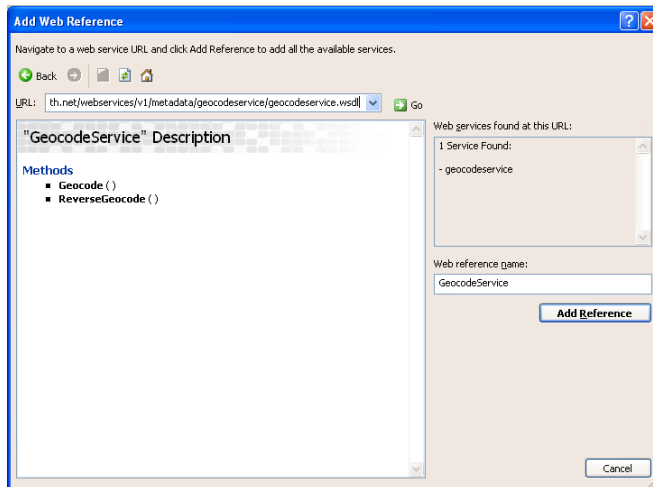 Add Web Reference
Navigate to a web service URL and click Add Reference to add all the available services.
Back
URL: th.net/webservices/v1/metadata/geocodeservice/geocodeservice.wsdl Go
"GeocodeService" Description
Methods
Geocode ()
ReverseGeocode ()
Web services found at this URL:
1 Service Found:
- geocodeservice
Web reference name:
GeocodeService
Add Reference
Cancel